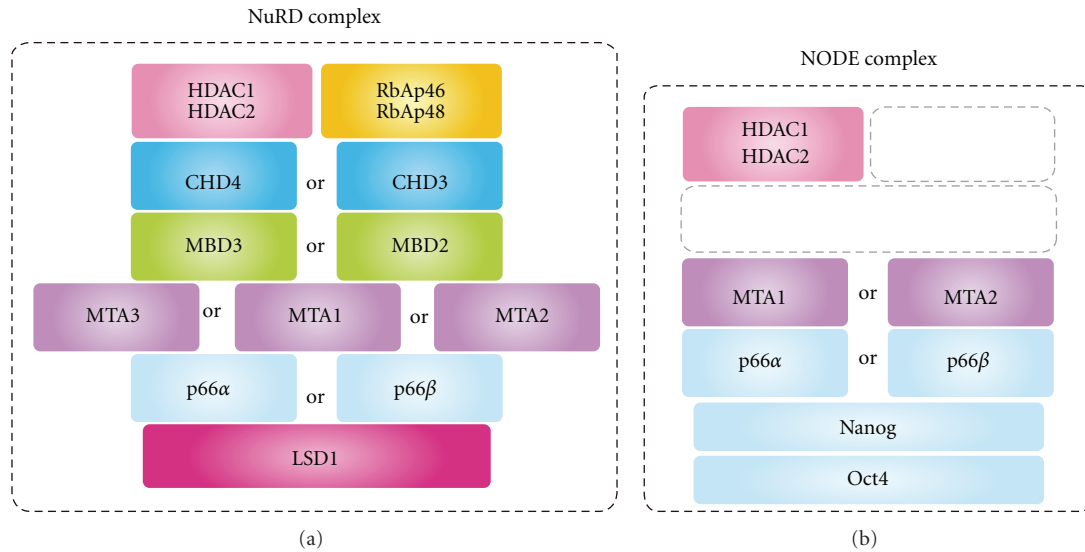 NuRD complex
HDAC1
HDAC2
RbAp46
RbAp48
CHD4 or CHD3
MBD3 or MBD2
MTA3 or MTA1 or MTA2
p66α or p66β
LSD1
(a)
NODE complex
HDAC1
HDAC2
MTA1 or MTA2
p66α or p66β
Nanog
Oct4
(b)